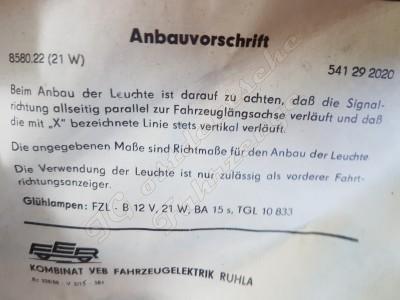 Anbauvorschrift
8580.22 (21 W)
541 29 2020
Beim Anbau der Leuchte ist darauf zu achten, daß die Signal-
richtung allseitig parallel zur Fahrzeuglängsachse verläuft und daß
die mit „X" bezeichnete Linie stets vertikal verläuft.
Die angegebenen Maße sind Richtmaße für den Anbau der Leuchte
Die Verwendung der Leuchte ist nur zulässig als vorderer Fahrt-
richtungsanzeiger.
Glühlampen: FZL - B 12 V, 21 W, BA 15 s, TGL 10 833
FER
KOMBINAT VEB FAHRZEUGELEKTRIK RUHLA